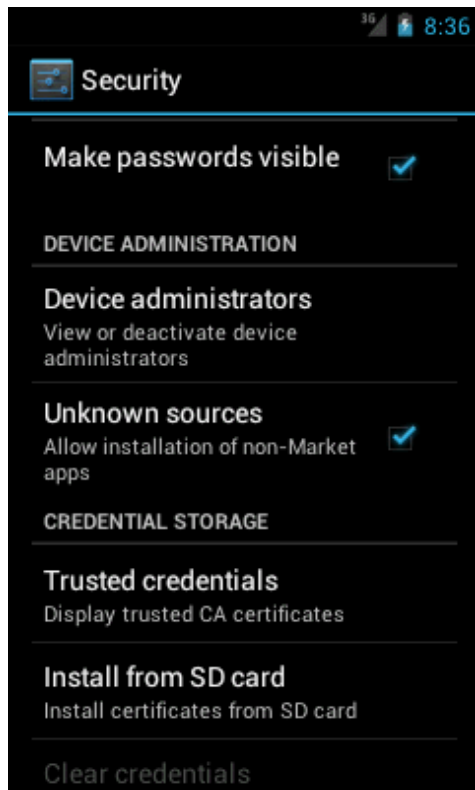 3G 8:36
Security
Make passwords visible
DEVICE ADMINISTRATION
Device administrators
View or deactivate device
administrators
Unknown sources
Allow installation of non-Market
apps
CREDENTIAL STORAGE
Trusted credentials
Display trusted CA certificates
Install from SD card
Install certificates from SD card
Clear credentials